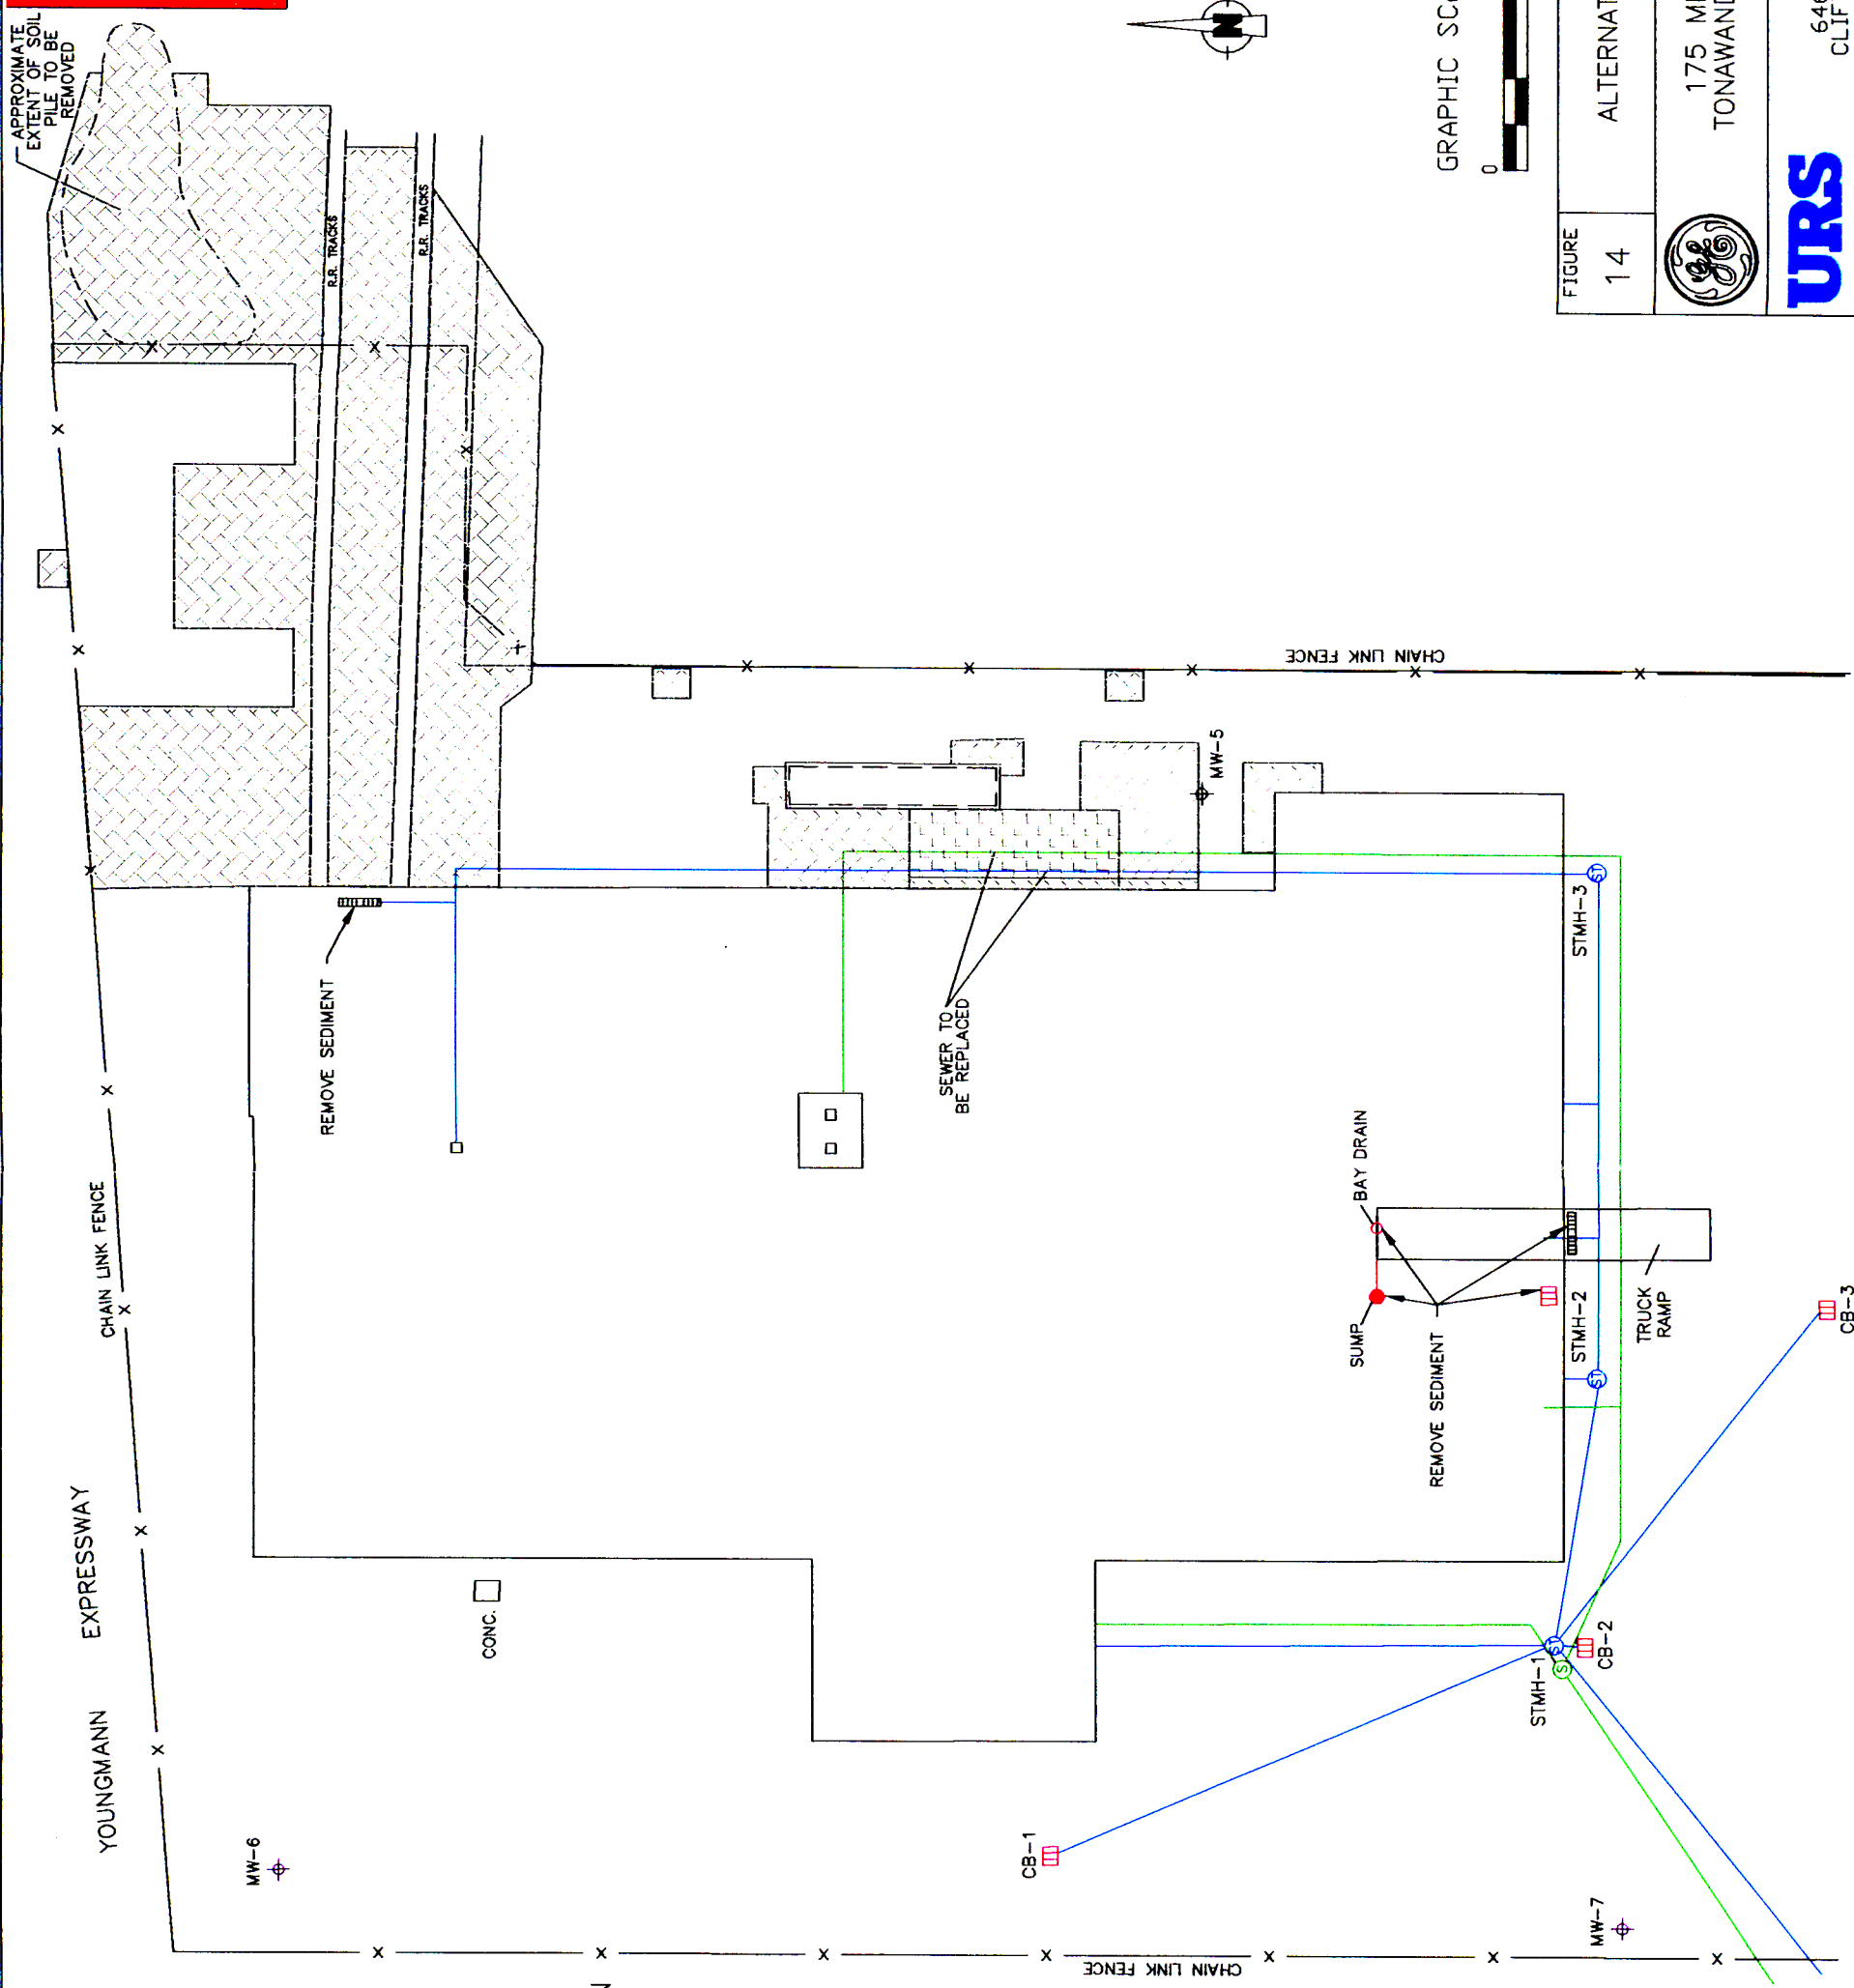 APPROXIMATE
EXTENT OF SOIL
PILE TO BE
REMOVED
R.R. TRACKS
R.R. TRACKS
N
GRAPHIC
0
FIGURE
14
175
URS
CHAIN LINK FENCE
MW-5
REMOVE SEDIMENT
SEWER TO
BE REPLACED
STMH-3
ST
CHAIN LINK FENCE
BAY DRAIN
SUMP
REMOVE SEDIMENT
STMH-2
ST
TRUCK
RAMP
CB-3
YOUNGMANN EXPRESSWAY
CONC.
STMH-1
ST
S
CB-2
MW-6
CB-1
MW-7
CHAIN LINK FENCE